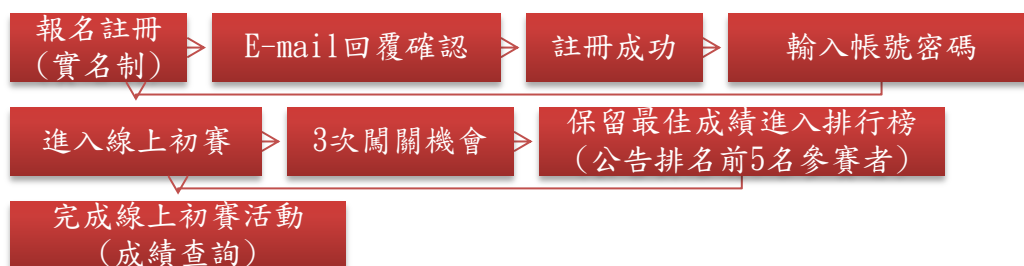 報名註冊
(實名制)
E-mail回覆確認
註冊成功
輸入帳號密碼
進入線上初賽
3次闖關機會
保留最佳成績進入排行榜
(公告排名前5名參賽者)
完成線上初賽活動
(成績查詢)